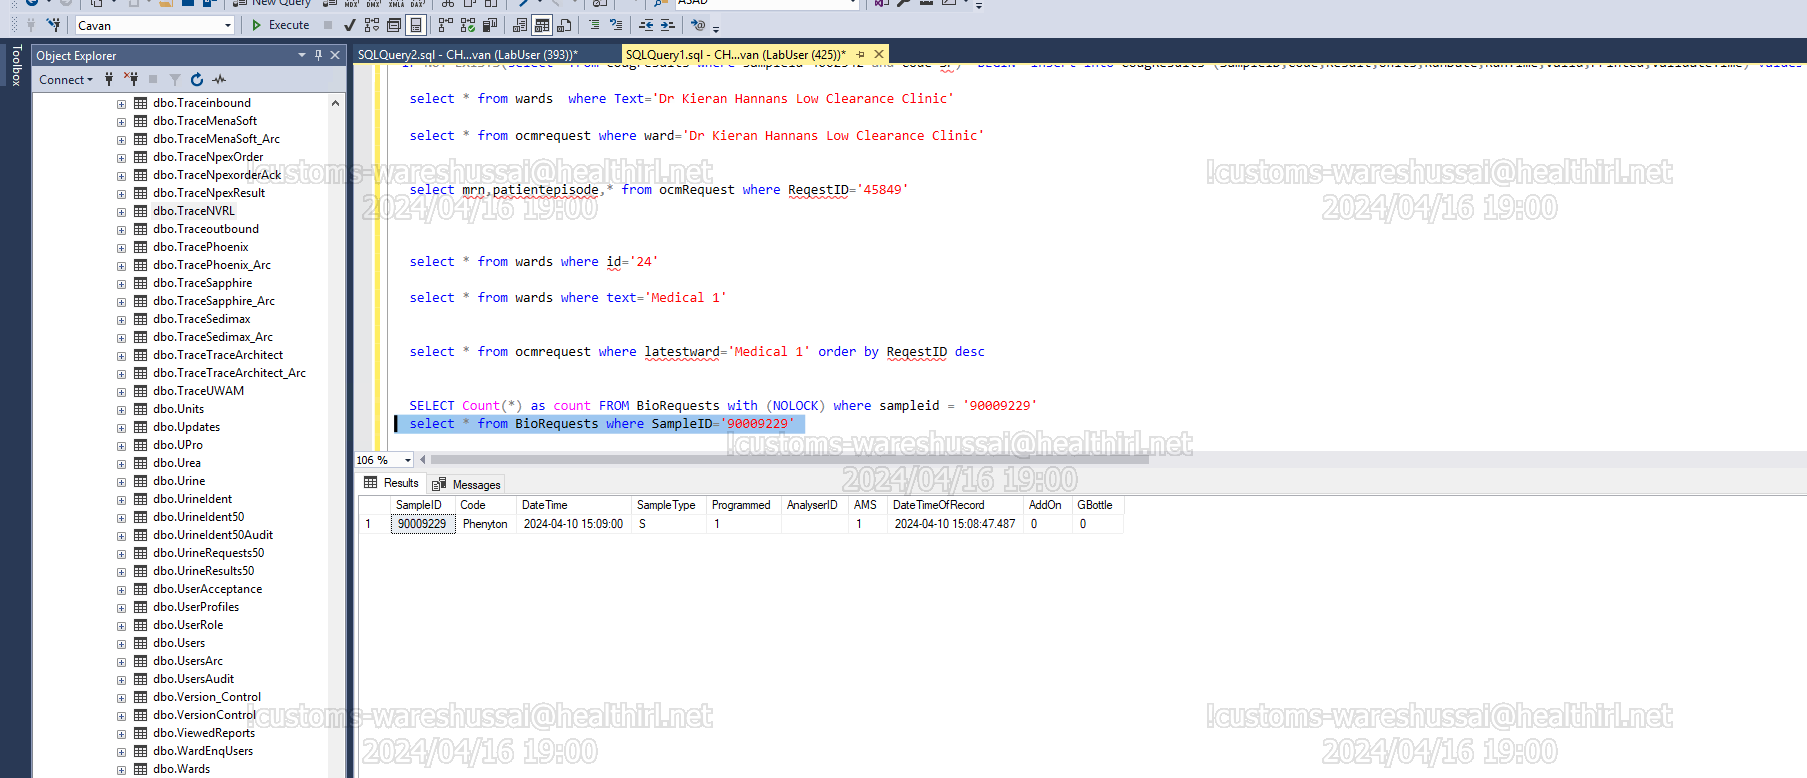 New Query MDX DMX XMLA DAX ASAD
Cavan Execute
Toolbox
Object Explorer
Connect
dbo.Traceinbound
dbo.TraceMenaSoft
dbo.TraceMenaSoft_Arc
dbo.TraceNpexOrder
dbo.TraceNpexorderAck
dbo.TraceNpexResult
dbo.TraceNVRL
dbo.Traceoutbound
dbo.TracePhoenix
dbo.TracePhoenix_Arc
dbo.TraceSapphire
dbo.TraceSapphire_Arc
dbo.TraceSedimax
dbo.TraceSedimax_Arc
dbo.TraceTraceArchitect
dbo.TraceTraceArchitect_Arc
dbo.TraceUWAM
dbo.Units
dbo.Updates
dbo.UPro
dbo.Urea
dbo.Urine
dbo.UrineIdent
dbo.UrineIdent50
dbo.UrineIdent50Audit
dbo.UrineRequests50
dbo.UrineResults50
dbo.UserAcceptance
dbo.UserProfiles
dbo.UserRole
dbo.Users
dbo.UsersArc
dbo.UsersAudit
dbo.Version_Control
dbo.VersionControl
dbo.ViewedReports
dbo.WardEnqUsers
dbo.Wards
SQLQuery2.sql - CH...van (LabUser (393))* SQLQuery1.sql - CH...van (LabUser (425))*
select * from wards  where Text='Dr Kieran Hannans Low Clearance Clinic'
select * from ocmrequest where ward='Dr Kieran Hannans Low Clearance Clinic'
select mrn,patientepisode,* from ocmRequest where ReqestID='45849'
select * from wards where id='24'
select * from wards where text='Medical 1'
select * from ocmrequest where latestward='Medical 1' order by ReqestID desc
SELECT Count(*) as count FROM BioRequests with (NOLOCK) where sampleid = '90009229'
select * from BioRequests where SampleID='90009229'
106 %
Results Messages
SampleID Code DateTime SampleType Programmed AnalyserID AMS DateTimeOfRecord AddOn GBottle
1 90009229 Phenyton 2024-04-10 15:09:00 S 1 1 2024-04-10 15:08:47.487 0 0
!customs-wareshussai@healthirl.net
2024/04/16 19:00
!customs-wareshussai@healthirl.net
2024/04/16 19:00
!customs-wareshussai@healthirl.net
2024/04/16 19:00
!customs-wareshussai@healthirl.net
2024/04/16 19:00
!customs-wareshussai@healthirl.net
2024/04/16 19:00